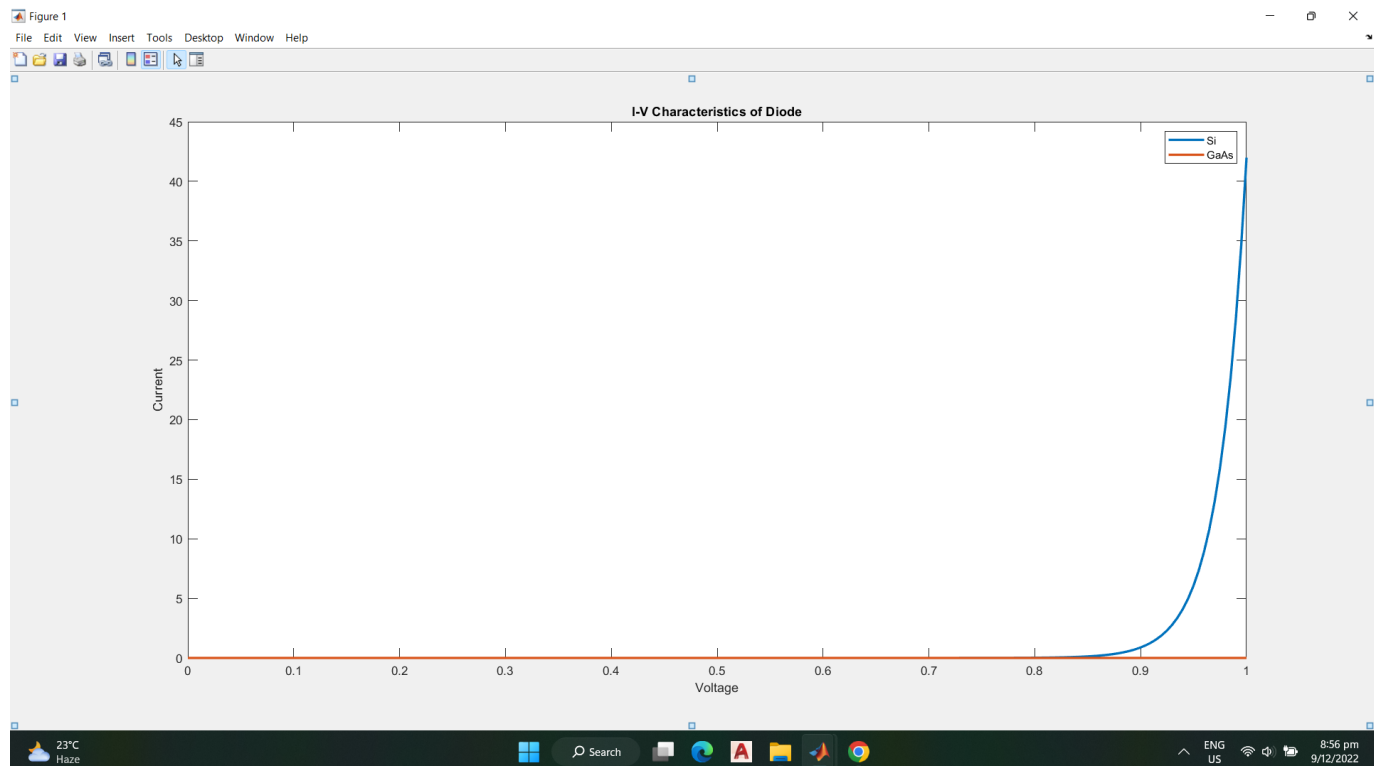 Figure 1
File Edit View Insert Tools Desktop Window Help
I-V Characteristics of Diode
Si
GaAs
45
40
35
30
25
20
15
10
5
0
Current
0 0.1 0.2 0.3 0.4 0.5 0.6 0.7 0.8 0.9 1
Voltage
23°C
Haze
Search
A
ENG
US
8:56 pm
9/12/2022